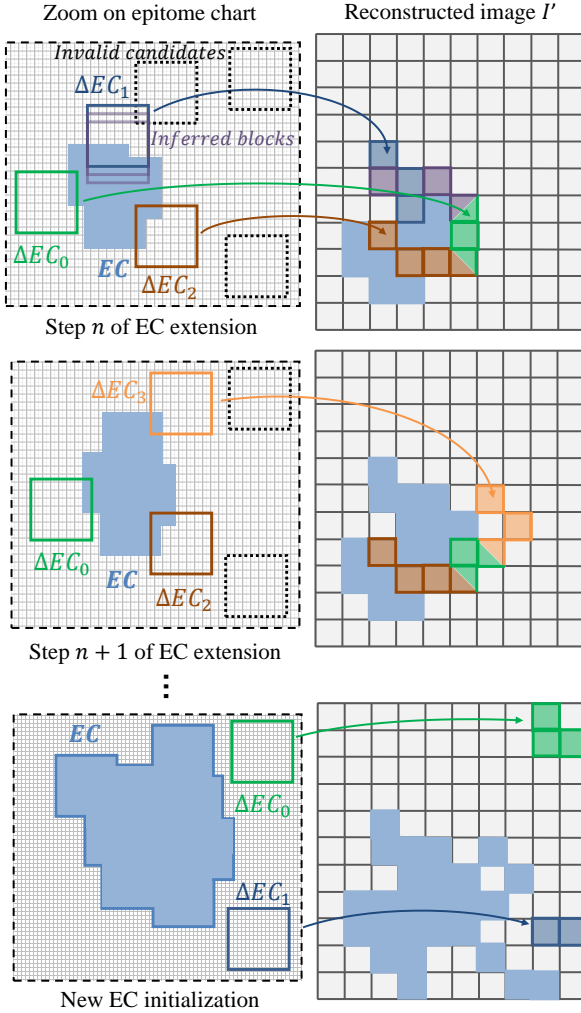 Zoom on epitome chart
Reconstructed image I'
Invalid candidates
ΔEC₁
Inferred blocks
ΔEC₀
EC
ΔEC₂
Step n of EC extension
ΔEC₃
ΔEC₀
EC
ΔEC₂
Step n + 1 of EC extension
⋮
EC
ΔEC₀
ΔEC₁
New EC initialization